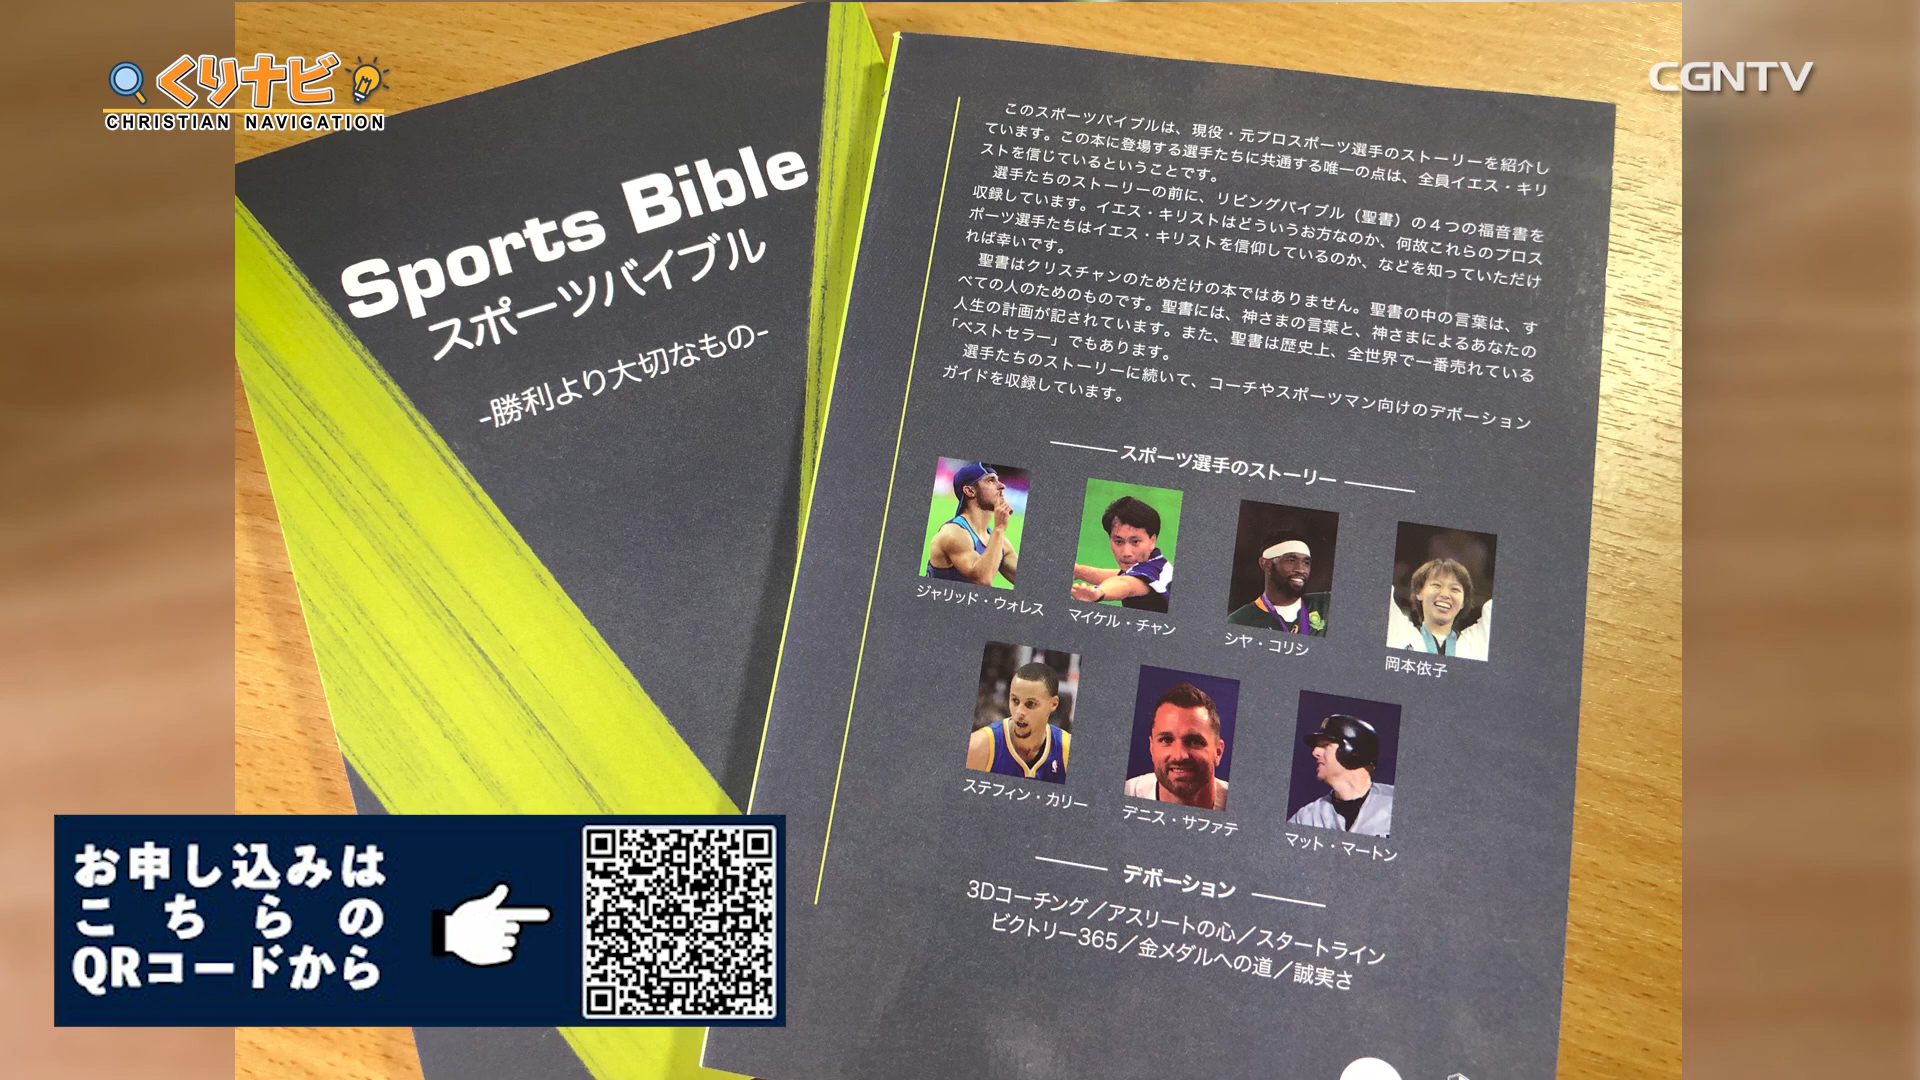 くりナビ
CHRISTIAN NAVIGATION
CGNTV
Sports Bible
スポーツバイブル
-勝利より大切なもの-
このスポーツバイブルは、現役・元プロスポーツ選手のストーリーを紹介し
ています。この本に登場する選手たちに共通する唯一の点は、全員イエス・キリ
ストを信じているということです。
選手たちのストーリーの前に、リビングバイブル（聖書）の４つの福音書を
収録しています。イエス・キリストはどういうお方なのか、何故これらのプロス
ポーツ選手たちはイエス・キリストを信仰しているのか、などを知っていただけ
れば幸いです。
聖書はクリスチャンのためだけの本ではありません。聖書の中の言葉は、す
べての人のためのものです。聖書には、神さまの言葉と、神さまによるあなたの
人生の計画が記されています。また、聖書は歴史上、全世界で一番売れている
「ベストセラー」でもあります。
選手たちのストーリーに続いて、コーチやスポーツマン向けのデボーション
ガイドを収録しています。
スポーツ選手のストーリー
ジャリッド・ウォレス
マイケル・チャン
シヤ・コリシ
岡本依子
ステフィン・カリー
デニス・サファテ
マット・マートン
デボーション
3Dコーチング／アスリートの心／スタートライン
ビクトリー365／金メダルへの道／誠実さ
お申し込みは
こちらの
QRコードから